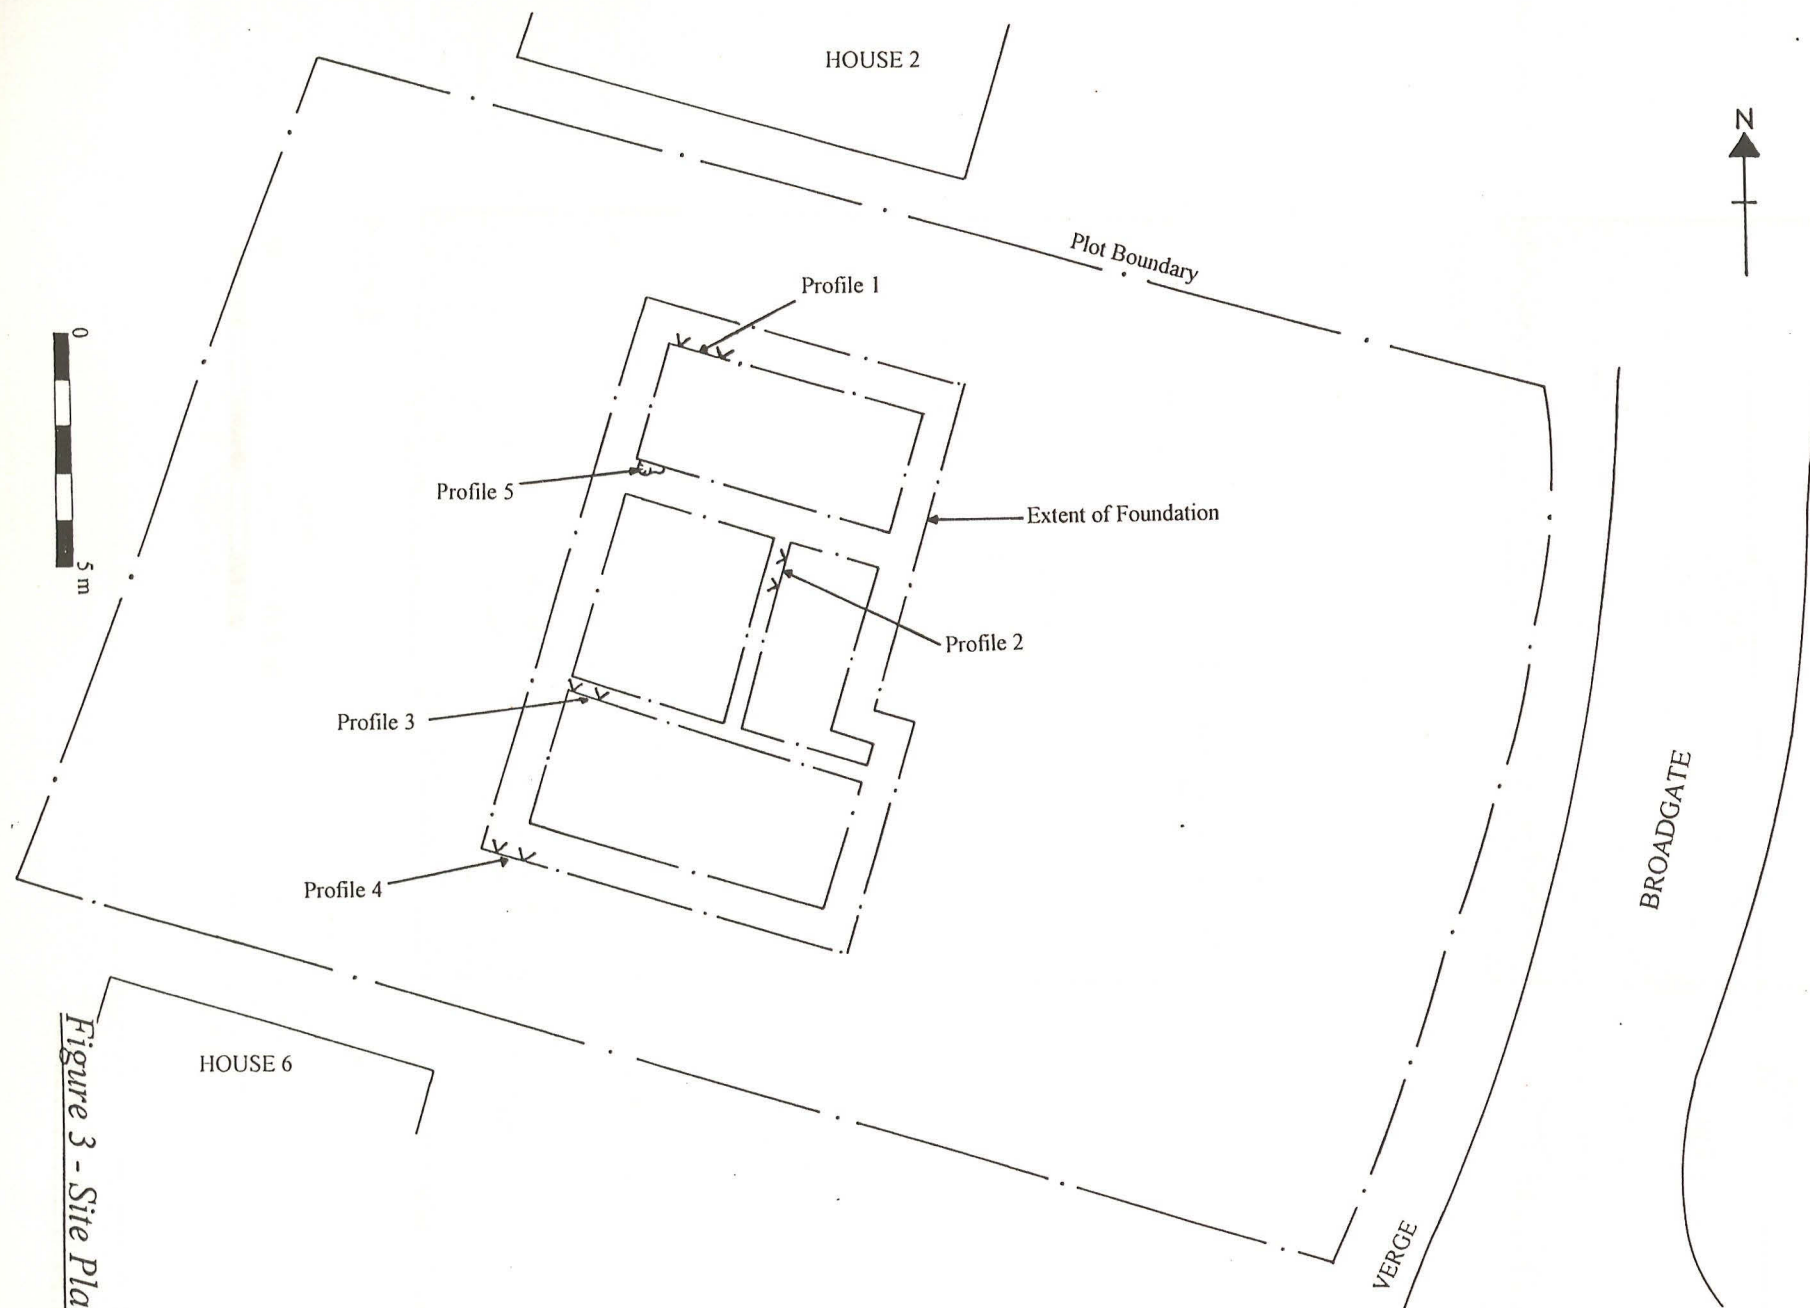 HOUSE 2
N
Plot Boundary
Profile 1
0
Profile 5
Extent of Foundation
5 m
Profile 2
Profile 3
BROADGATE
Profile 4
HOUSE 6
Figure 3 - Site Pla
VERGE